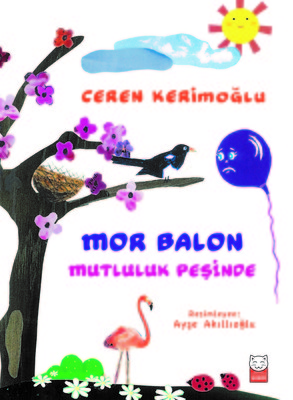 CEREN KERİMOĞLU
MOR BALON
MUTLULUK PEŞİNDE
Resimleyen:
Ayşe Akıllıoğlu